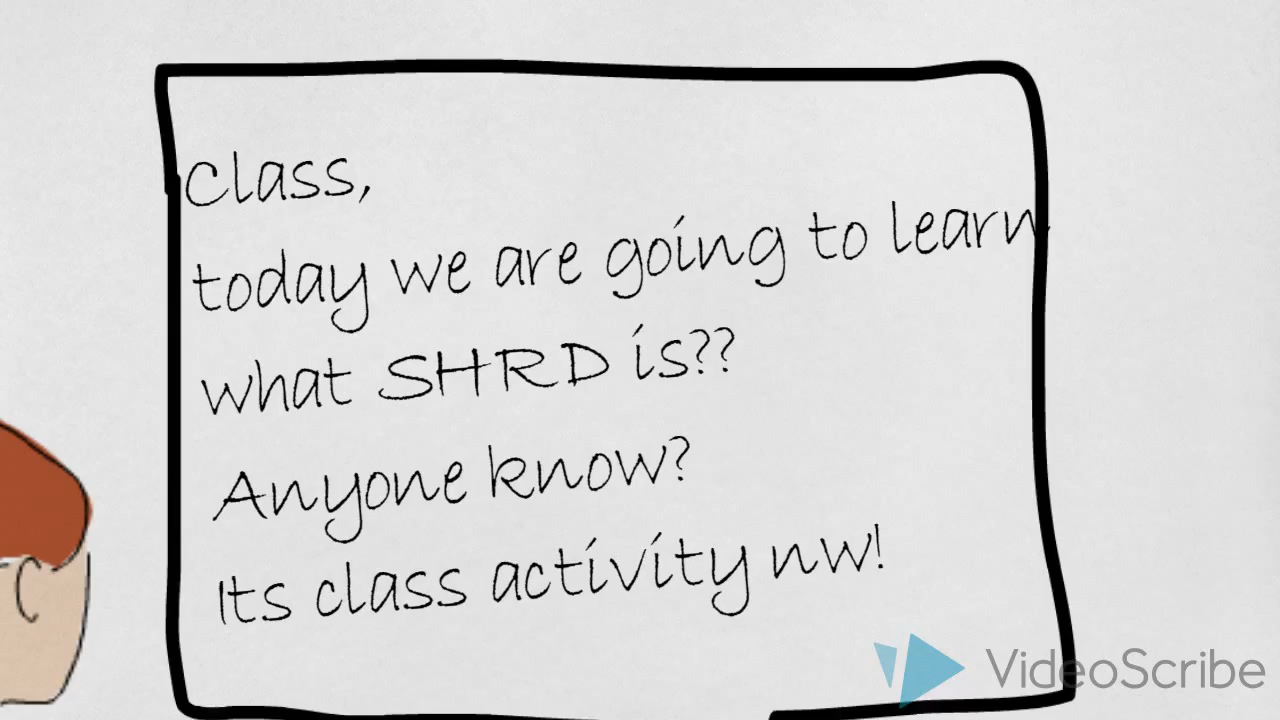 Class,
today we are going to learn
what SHRD is??
Anyone know?
Its class activity nw!
VideoScribe